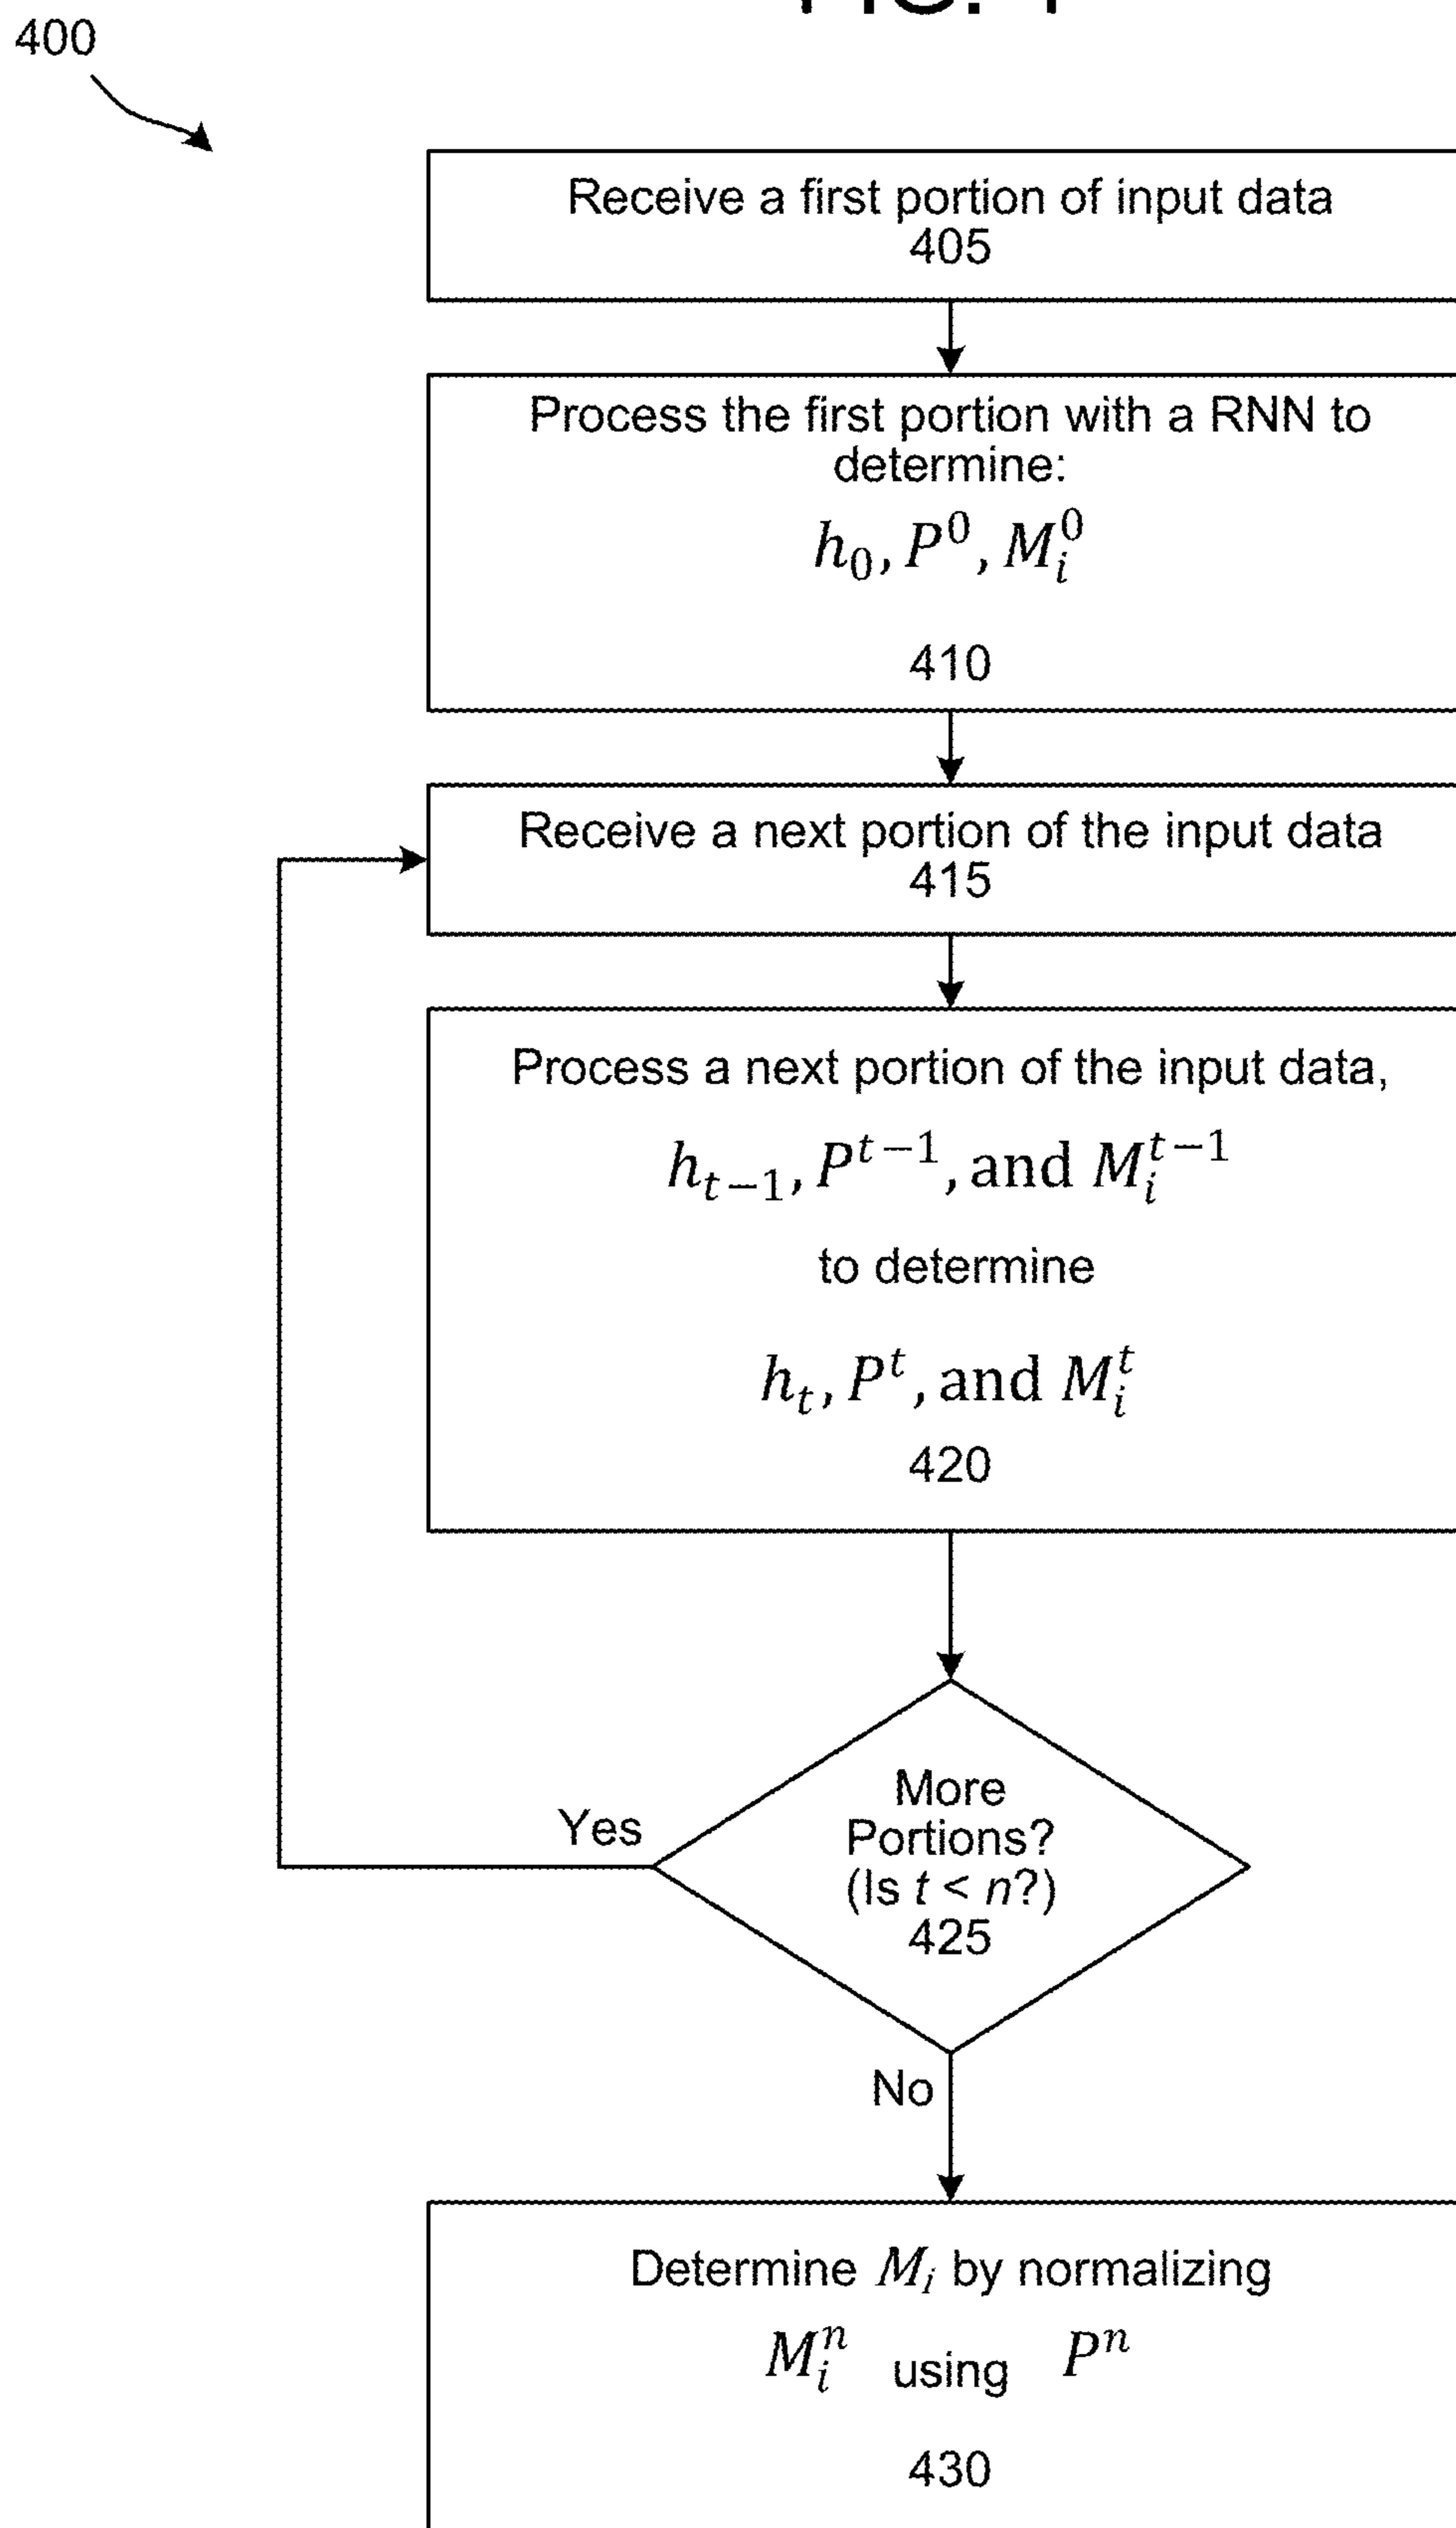 400
Receive a first portion of input data
405
Process the first portion with a RNN to
determine:
h₀, P⁰, Mᵢ⁰
410
Receive a next portion of the input data
415
Process a next portion of the input data,
hₜ₋₁, Pᵗ⁻¹, and Mᵢᵗ⁻¹
to determine
hₜ, Pᵗ, and Mᵢᵗ
420
More
Portions?
(Is t < n?)
425
Yes
No
Determine Mᵢ by normalizing
Mᵢⁿ using Pⁿ
430